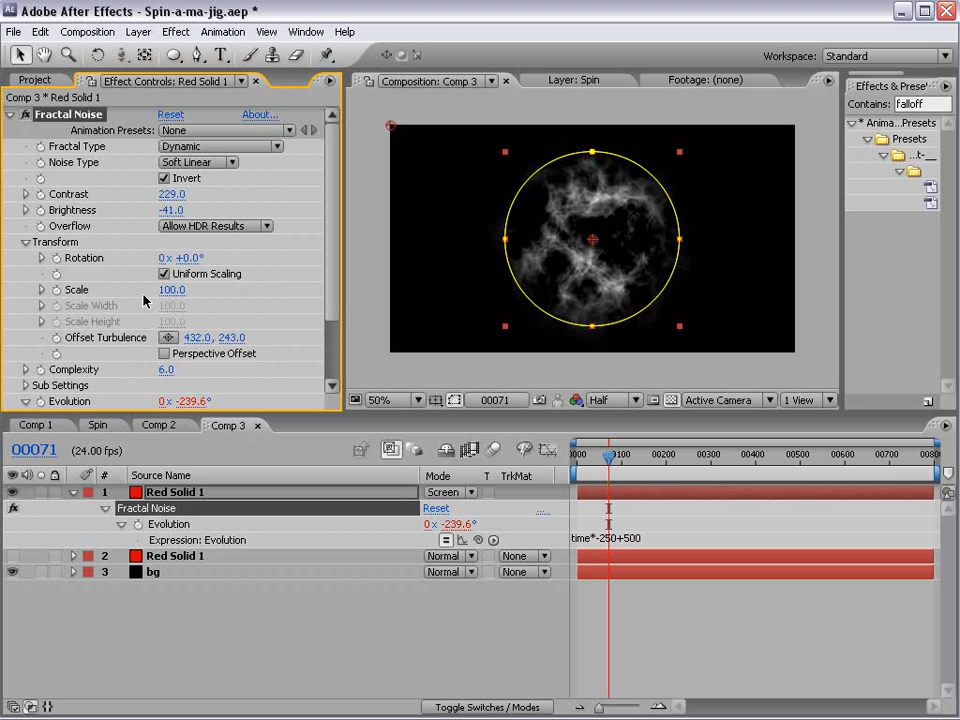 Adobe After Effects - Spin-a-ma-jig.aep *
File Edit Composition Layer Effect Animation View Window Help
Workspace: Standard
Project Effect Controls: Red Solid 1 Composition: Comp 3 Layer: Spin Footage: (none) Effects & Prese
Comp 3 * Red Solid 1
Contains: falloff
Fractal Noise Reset About...
* Anima... Presets
Animation Presets: None
Presets
Fractal Type Dynamic
...t-__
Noise Type Soft Linear
Invert
Contrast 229.0
Brightness -41.0
Overflow Allow HDR Results
Transform
Rotation 0 x +0.0°
Uniform Scaling
Scale 100.0
Scale Width 100.0
Scale Height 100.0
Offset Turbulence 432.0, 243.0
Perspective Offset
Complexity 6.0
Sub Settings
Evolution 0 x -239.6°
50% 00071 Half Active Camera 1 View
Comp 1 Spin Comp 2 Comp 3
00071 (24.00 fps)
0000 00100 00200 00300 00400 00500 00600 00700 00800
# Source Name Mode T TrkMat
1 Red Solid 1 Screen
fx Fractal Noise Reset ...
Evolution 0 x -239.6°
Expression: Evolution time*-250+500
2 Red Solid 1 Normal None
3 bg Normal None
Toggle Switches / Modes